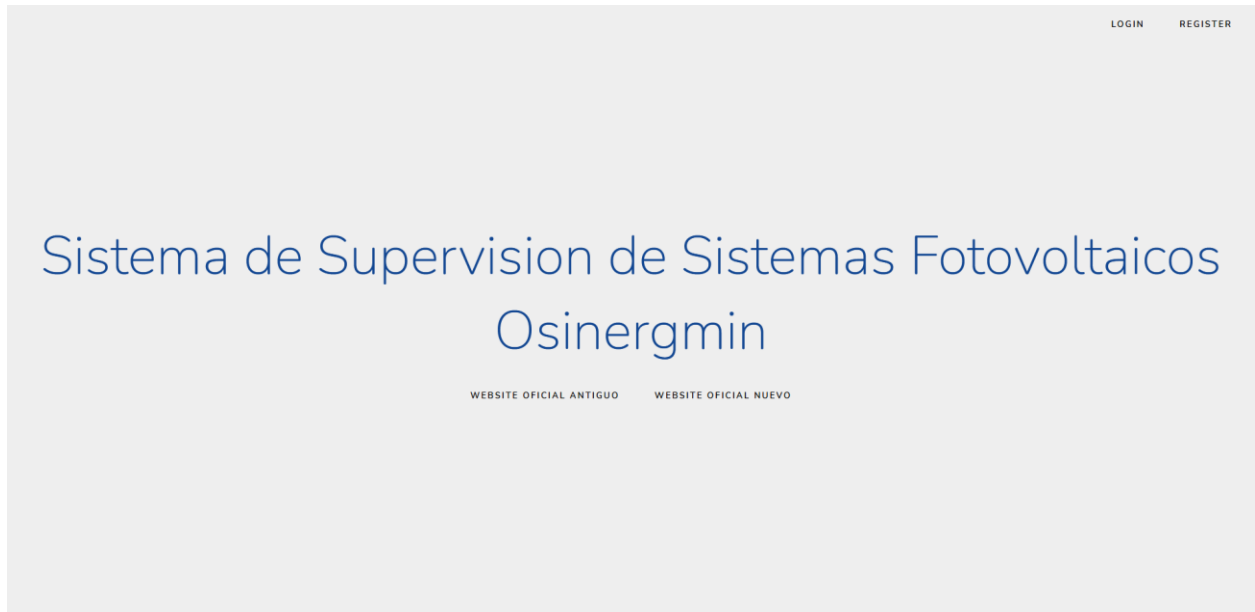 LOGIN REGISTER
Sistema de Supervision de Sistemas Fotovoltaicos
Osinergmin
WEBSITE OFICIAL ANTIGUO WEBSITE OFICIAL NUEVO